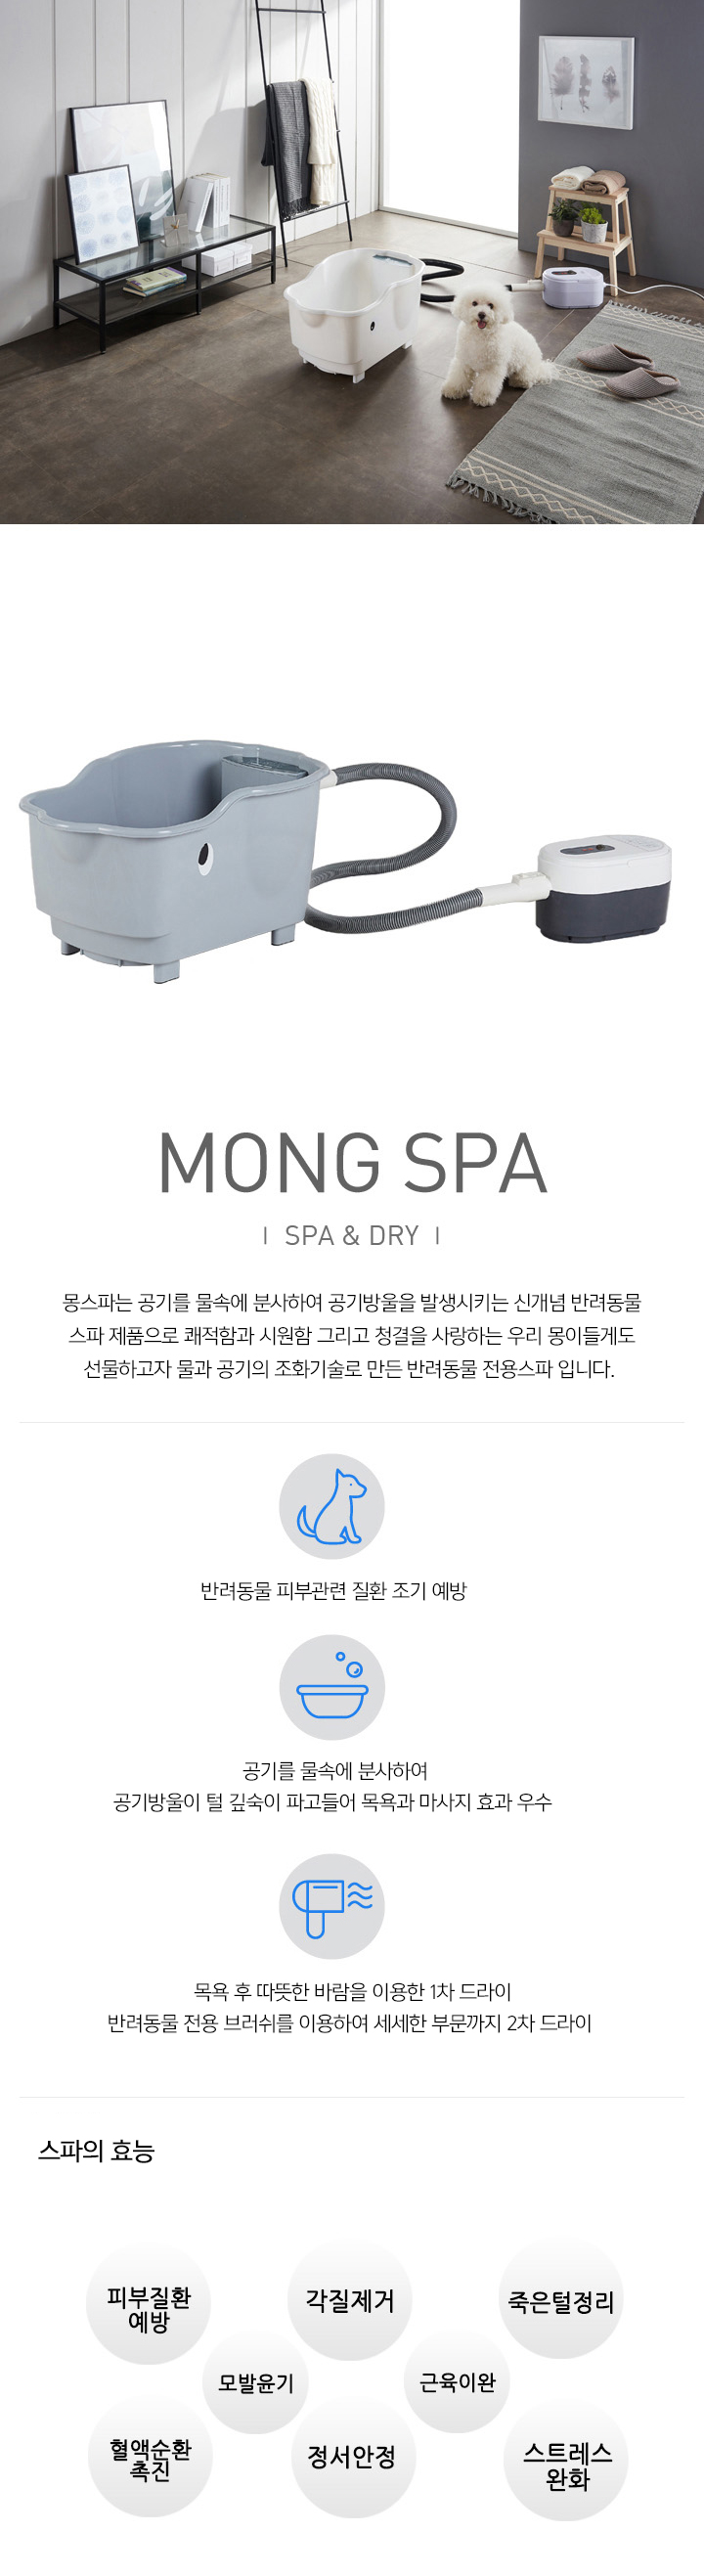 MONG SPA
SPA & DRY
몽스파는 공기를 물속에 분사하여 공기방울을 발생시키는 신개념 반려동물
스파 제품으로 쾌적함과 시원함 그리고 청결을 사랑하는 우리 몽이들게도
선물하고자 물과 공기의 조화기술로 만든 반려동물 전용스파 입니다.
반려동물 피부관련 질환 조기 예방
공기를 물속에 분사하여
공기방울이 털 깊숙이 파고들어 목욕과 마사지 효과 우수
목욕 후 따뜻한 바람을 이용한 1차 드라이
반려동물 전용 브러쉬를 이용하여 세세한 부문까지 2차 드라이
스파의 효능
피부질환
예방
각질제거
죽은털정리
모발윤기
근육이완
혈액순환
촉진
정서안정
스트레스
완화